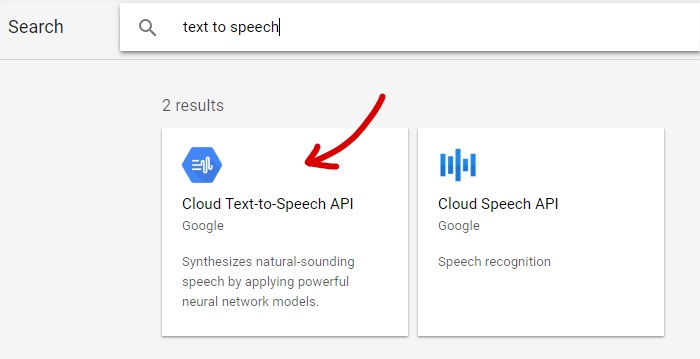 Search
text to speech
2 results
Cloud Text-to-Speech API
Google
Synthesizes natural-sounding
speech by applying powerful
neural network models.
Cloud Speech API
Google
Speech recognition